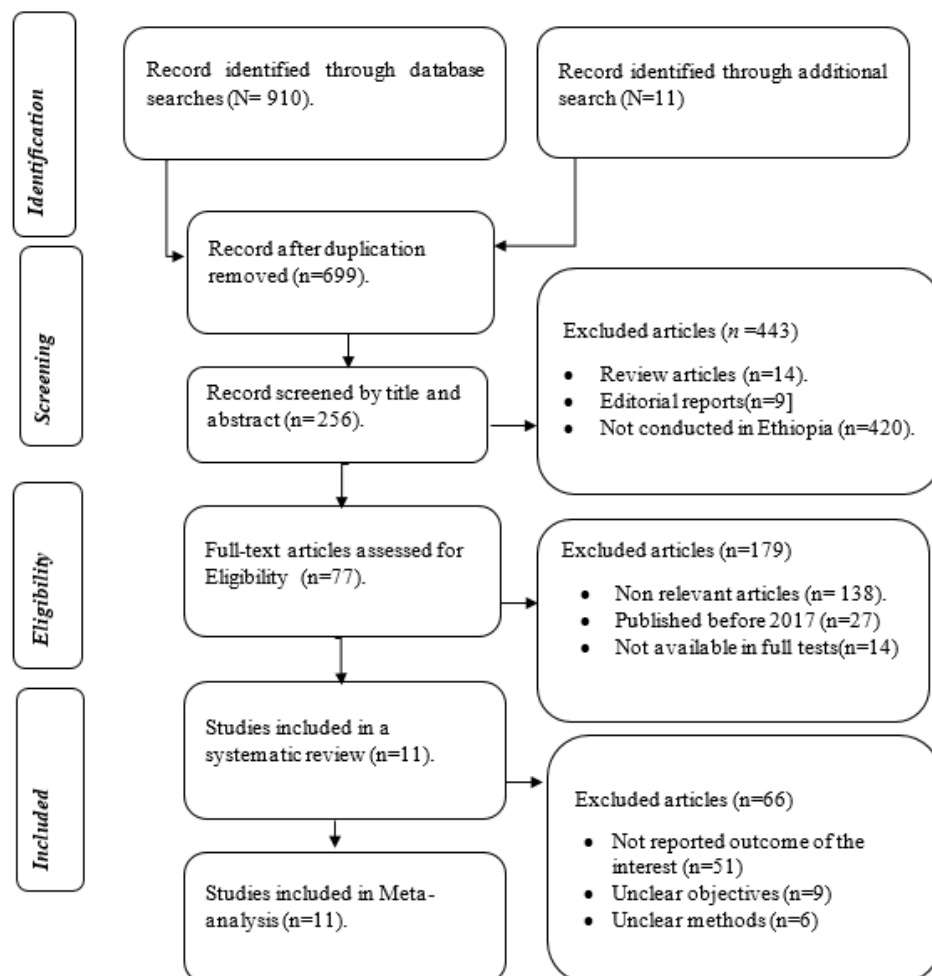 Identification
Record identified through database
searches (N= 910).
Record identified through additional
search (N=11)
Record after duplication
removed (n=699).
Screening
Excluded articles (n =443)
• Review articles (n=14).
• Editorial reports(n=9]
• Not conducted in Ethiopia (n=420).
Record screened by title and
abstract (n= 256).
Eligibility
Full-text articles assessed for
Eligibility (n=77).
Excluded articles (n=179)
• Non relevant articles (n= 138).
• Published before 2017 (n=27)
• Not available in full tests(n=14)
Included
Studies included in a
systematic review (n=11).
Excluded articles (n=66)
• Not reported outcome of the
interest (n=51)
• Unclear objectives (n=9)
• Unclear methods (n=6)
Studies included in Meta-
analysis (n=11).